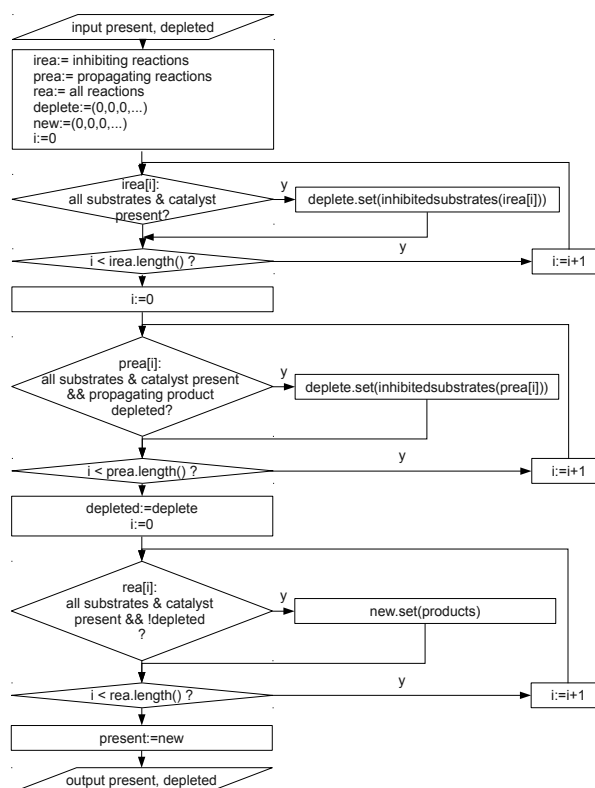 input present, depleted
irea:= inhibiting reactions
prea:= propagating reactions
rea:= all reactions
deplete:=(0,0,0,...)
new:=(0,0,0,...)
i:=0
irea[i]:
all substrates & catalyst
present?
y
deplete.set(inhibitedsubstrates(irea[i]))
i < irea.length() ?
y
i:=i+1
i:=0
prea[i]:
all substrates & catalyst present
&& propagating product
depleted?
y
deplete.set(inhibitedsubstrates(prea[i]))
i < prea.length() ?
y
i:=i+1
depleted:=deplete
i:=0
rea[i]:
all substrates & catalyst
present && !depleted
?
y
new.set(products)
i < rea.length() ?
y
i:=i+1
present:=new
output present, depleted